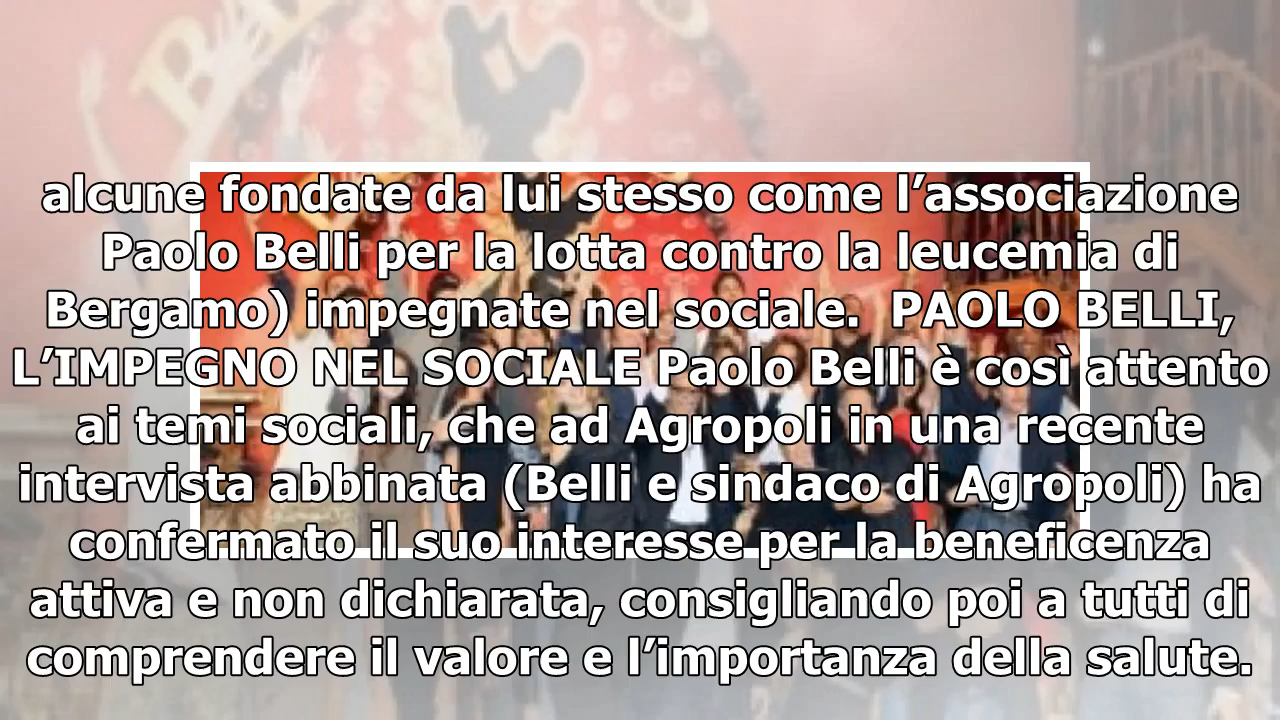 alcune fondate da lui stesso come l’associazione
Paolo Belli per la lotta contro la leucemia di
Bergamo) impegnate nel sociale.  PAOLO BELLI,
L’IMPEGNO NEL SOCIALE Paolo Belli è così attento
ai temi sociali, che ad Agropoli in una recente
intervista abbinata (Belli e sindaco di Agropoli) ha
confermato il suo interesse per la beneficenza
attiva e non dichiarata, consigliando poi a tutti di
comprendere il valore e l’importanza della salute.